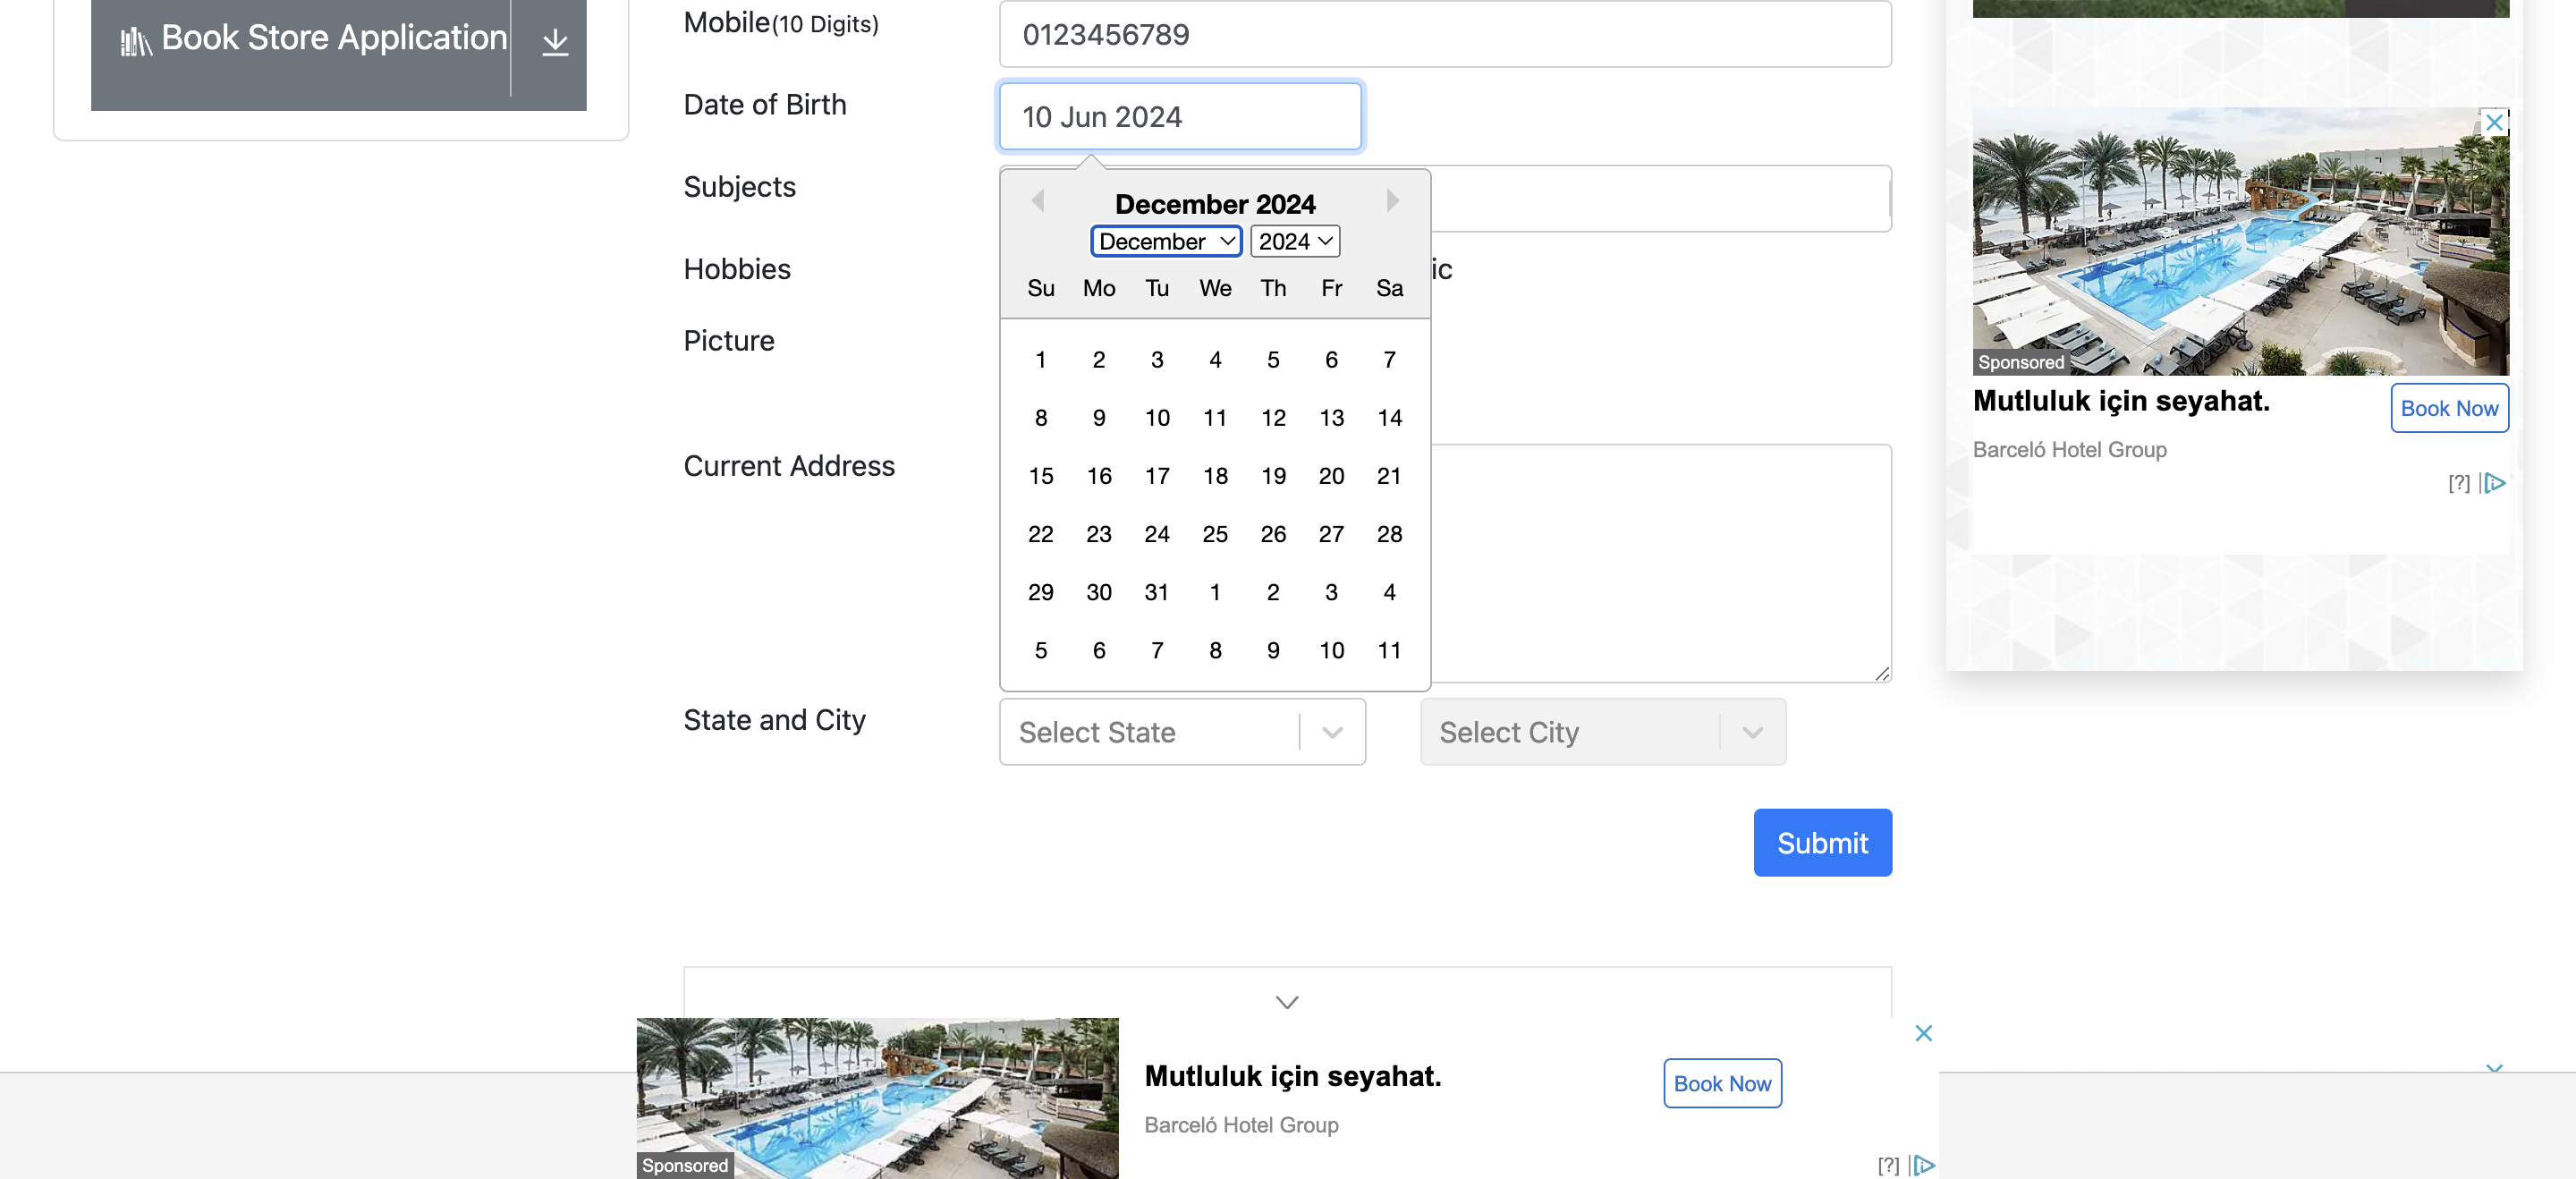 Book Store Application
Mobile(10 Digits)
0123456789
Date of Birth
10 Jun 2024
Subjects
December 2024
December 2024
Hobbies
ic
Su Mo Tu We Th Fr Sa
Picture
1 2 3 4 5 6 7
8 9 10 11 12 13 14
Current Address
15 16 17 18 19 20 21
22 23 24 25 26 27 28
29 30 31 1 2 3 4
5 6 7 8 9 10 11
State and City
Select State
Select City
Submit
Sponsored
Mutluluk için seyahat.
Book Now
Barceló Hotel Group
[?]
Sponsored
Mutluluk için seyahat.
Barceló Hotel Group
Book Now
[?]